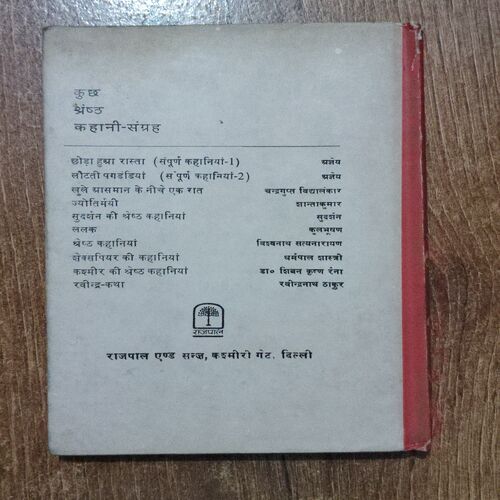 कुछ
श्रेष्ठ
कहानी-संग्रह
छोड़ा हुआ रास्ता (संपूर्ण कहानियां-1) अज्ञेय
लौटती पगडंडियां (संपूर्ण कहानियां-2) अज्ञेय
खुले आसमान के नीचे एक रात चन्द्रगुप्त विद्यालंकार
ज्योतिर्मयी शान्ताकुमार
सुदर्शन की श्रेष्ठ कहानियां सुदर्शन
ललक कुलभूषण
श्रेष्ठ कहानियां विश्वनाथ सत्यनारायण
शेक्सपियर की कहानियां धर्मपाल शास्त्री
कश्मीर की श्रेष्ठ कहानियां डा० शिबन कृष्ण रैना
रवीन्द्र-कथा रवीन्द्रनाथ ठाकुर
राजपाल
राजपाल एण्ड सन्ज़, कश्मीरी गेट, दिल्ली